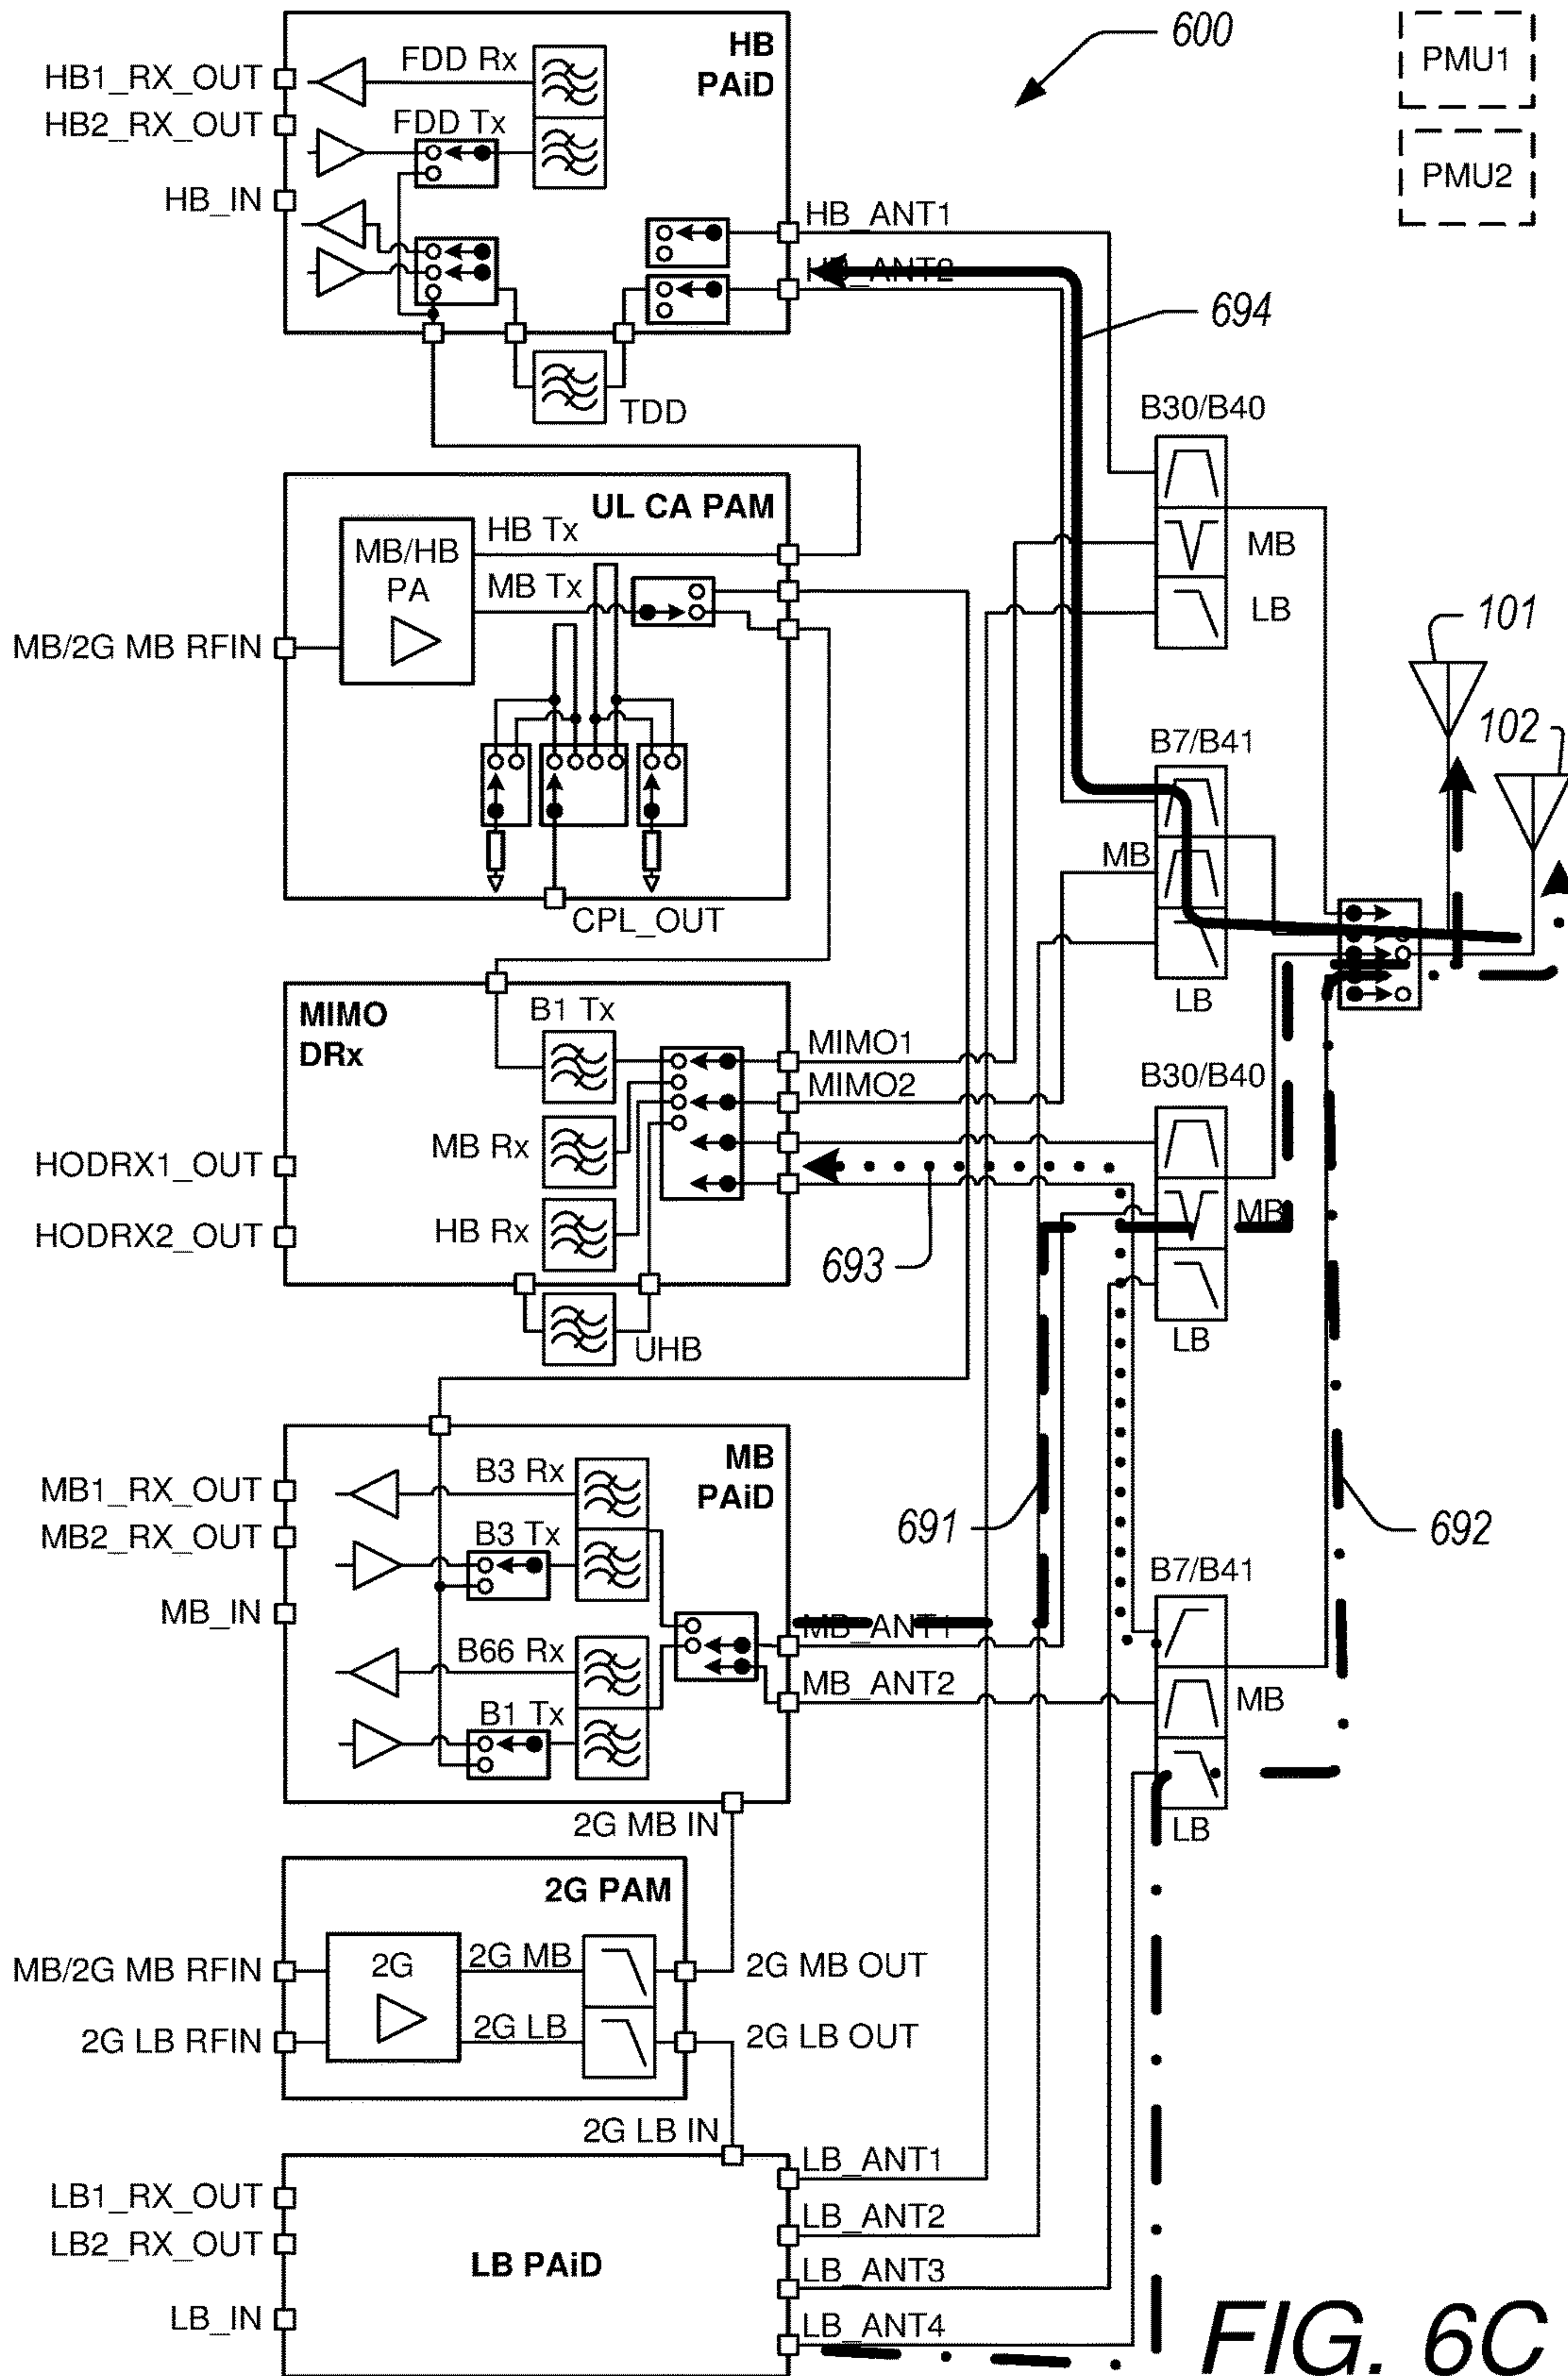 600
PMU1
PMU2
HB
PAiD
HB1_RX_OUT
HB2_RX_OUT
HB_IN
FDD Rx
FDD Tx
HB_ANT1
HB_ANT2
694
TDD
B30/B40
MB
LB
UL CA PAM
MB/HB
PA
HB Tx
MB Tx
MB/2G MB RFIN
CPL_OUT
101
102
B7/B41
MB
LB
MIMO
DRx
B1 Tx
MB Rx
HB Rx
UHB
HODRX1_OUT
HODRX2_OUT
MIMO1
MIMO2
693
B30/B40
MB
LB
MB
PAiD
MB1_RX_OUT
MB2_RX_OUT
MB_IN
B3 Rx
B3 Tx
B66 Rx
B1 Tx
MB_ANT1
MB_ANT2
691
692
B7/B41
MB
LB
2G MB IN
2G PAM
MB/2G MB RFIN
2G LB RFIN
2G
2G MB
2G LB
2G MB OUT
2G LB OUT
2G LB IN
LB1_RX_OUT
LB2_RX_OUT
LB_IN
LB PAiD
LB_ANT1
LB_ANT2
LB_ANT3
LB_ANT4
FIG. 6C